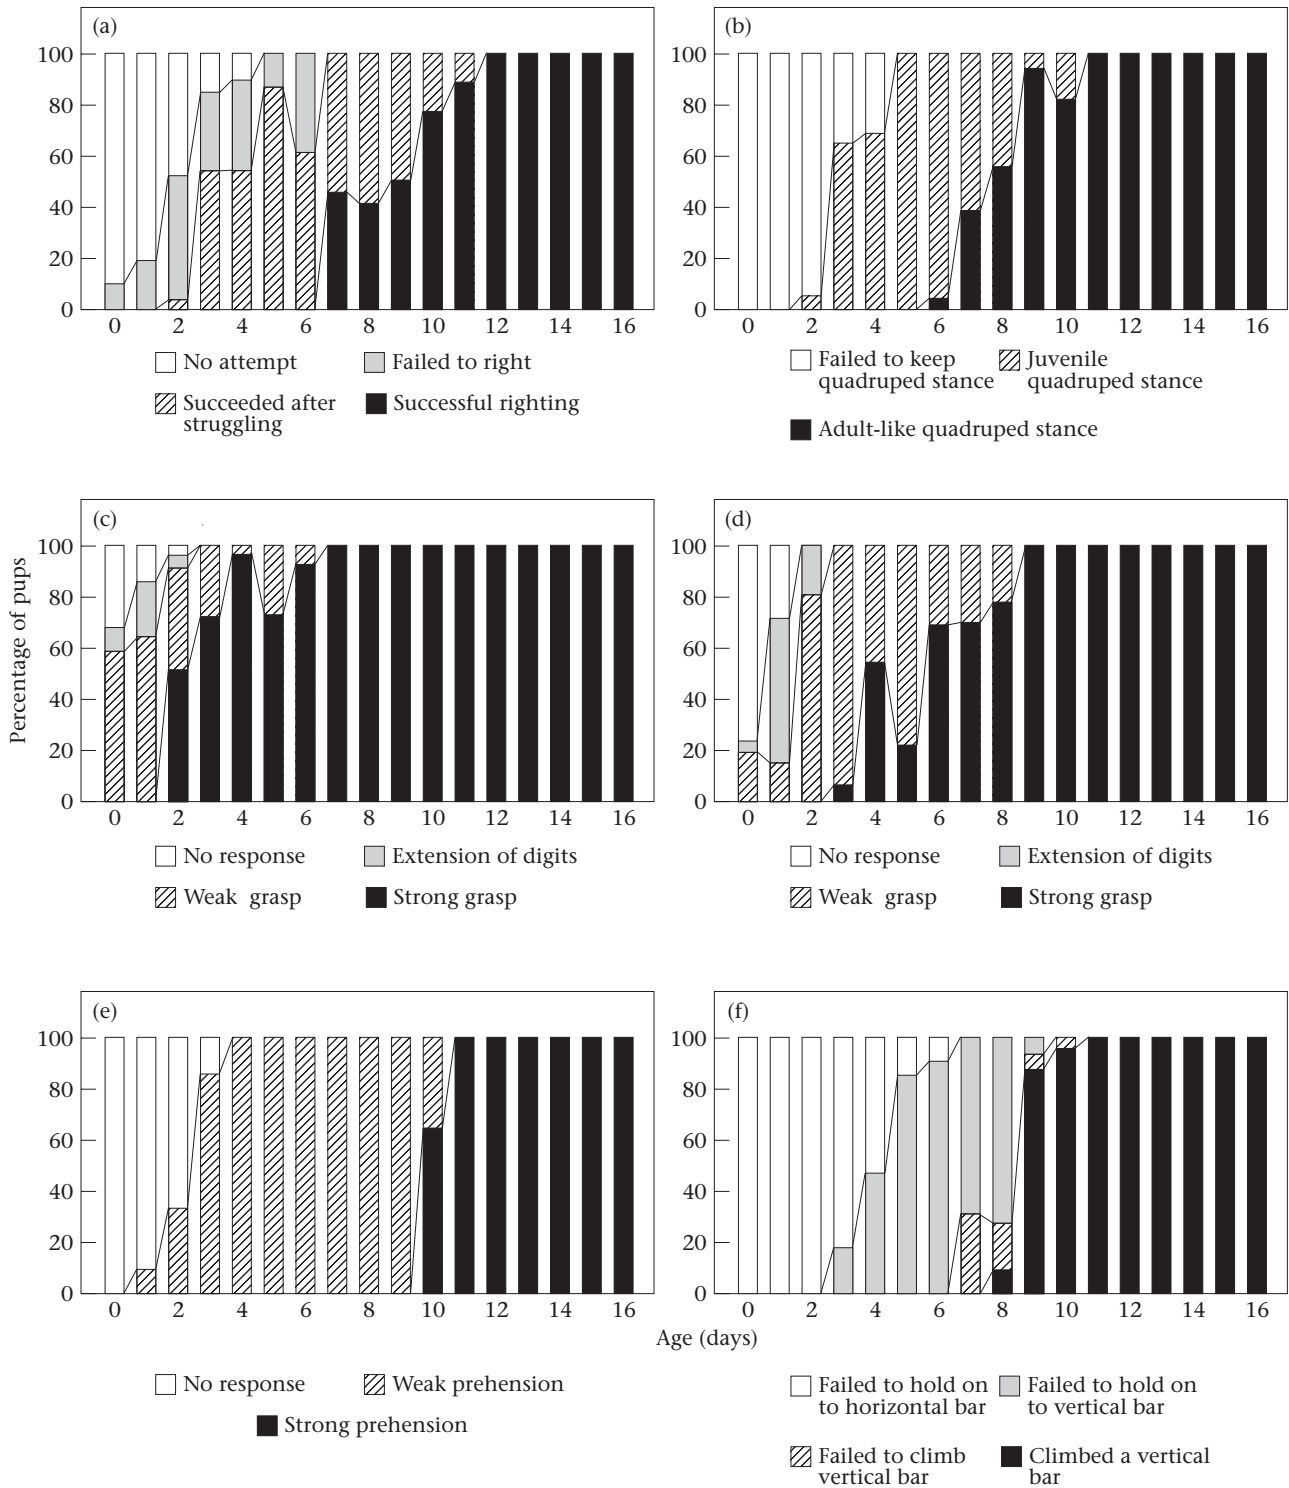 (a)
100
80
60
40
20
0
0 2 4 6 8 10 12 14 16
No attempt Failed to right
Succeeded after
struggling
Successful righting
(b)
100
80
60
40
20
0
0 2 4 6 8 10 12 14 16
Failed to keep
quadruped stance
Juvenile
quadruped stance
Adult-like quadruped stance
Percentage of pups
(c)
100
80
60
40
20
0
0 2 4 6 8 10 12 14 16
No response Extension of digits
Weak grasp Strong grasp
(d)
100
80
60
40
20
0
0 2 4 6 8 10 12 14 16
No response Extension of digits
Weak grasp Strong grasp
(e)
100
80
60
40
20
0
0 2 4 6 8 10 12 14 16
(f)
100
80
60
40
20
0
0 2 4 6 8 10 12 14 16
Age (days)
No response Weak prehension
Strong prehension
Failed to hold on
to horizontal bar
Failed to hold on
to vertical bar
Failed to climb
vertical bar
Climbed a vertical
bar